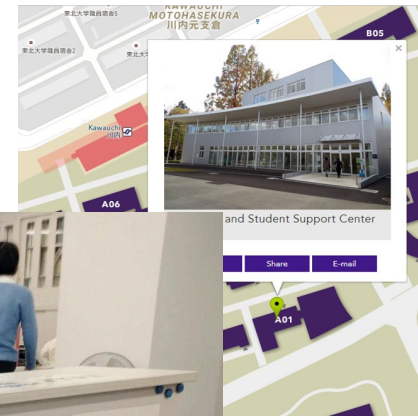 KAWAUCHI
MOTOHASEKURA
川内元支倉
東北大学職員宿舎5
東北大学職員宿舎2
東北大
B05
×
Kawauchi
川内
A06
and Student Support Center
Share
E-mail
A01